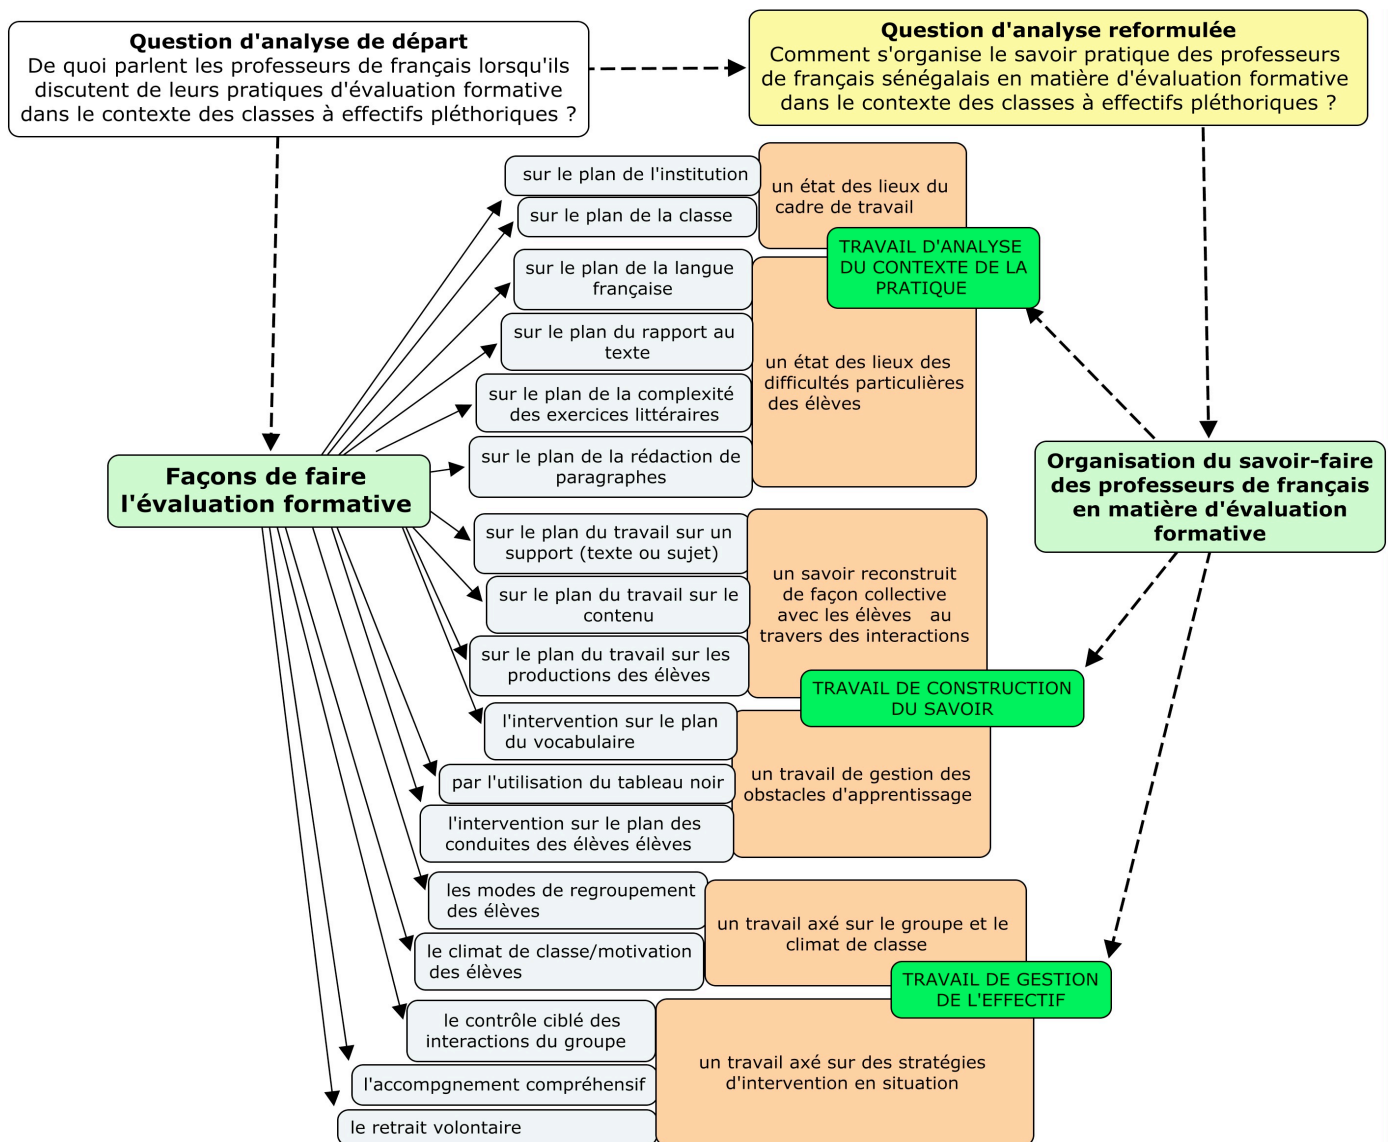 Question d'analyse de départ
De quoi parlent les professeurs de français lorsqu'ils
discutent de leurs pratiques d'évaluation formative
dans le contexte des classes à effectifs pléthoriques ?
Question d'analyse reformulée
Comment s'organise le savoir pratique des professeurs
de français sénégalais en matière d'évaluation formative
dans le contexte des classes à effectifs pléthoriques ?
sur le plan de l'institution
sur le plan de la classe
un état des lieux du
cadre de travail
TRAVAIL D'ANALYSE
DU CONTEXTE DE LA
PRATIQUE
sur le plan de la langue
française
sur le plan du rapport au
texte
sur le plan de la complexité
des exercices littéraires
sur le plan de la rédaction de
paragraphes
un état des lieux des
difficultés particulières
des élèves
Façons de faire
l'évaluation formative
Organisation du savoir-faire
des professeurs de français
en matière d'évaluation
formative
sur le plan du travail sur un
support (texte ou sujet)
sur le plan du travail sur le
contenu
sur le plan du travail sur les
productions des élèves
un savoir reconstruit
de façon collective
avec les élèves au
travers des interactions
TRAVAIL DE CONSTRUCTION
DU SAVOIR
l'intervention sur le plan
du vocabulaire
par l'utilisation du tableau noir
l'intervention sur le plan des
conduites des élèves élèves
un travail de gestion des
obstacles d'apprentissage
les modes de regroupement
des élèves
le climat de classe/motivation
des élèves
un travail axé sur le groupe et le
climat de classe
TRAVAIL DE GESTION
DE L'EFFECTIF
le contrôle ciblé des
interactions du groupe
l'accompgnement compréhensif
le retrait volontaire
un travail axé sur des stratégies
d'intervention en situation